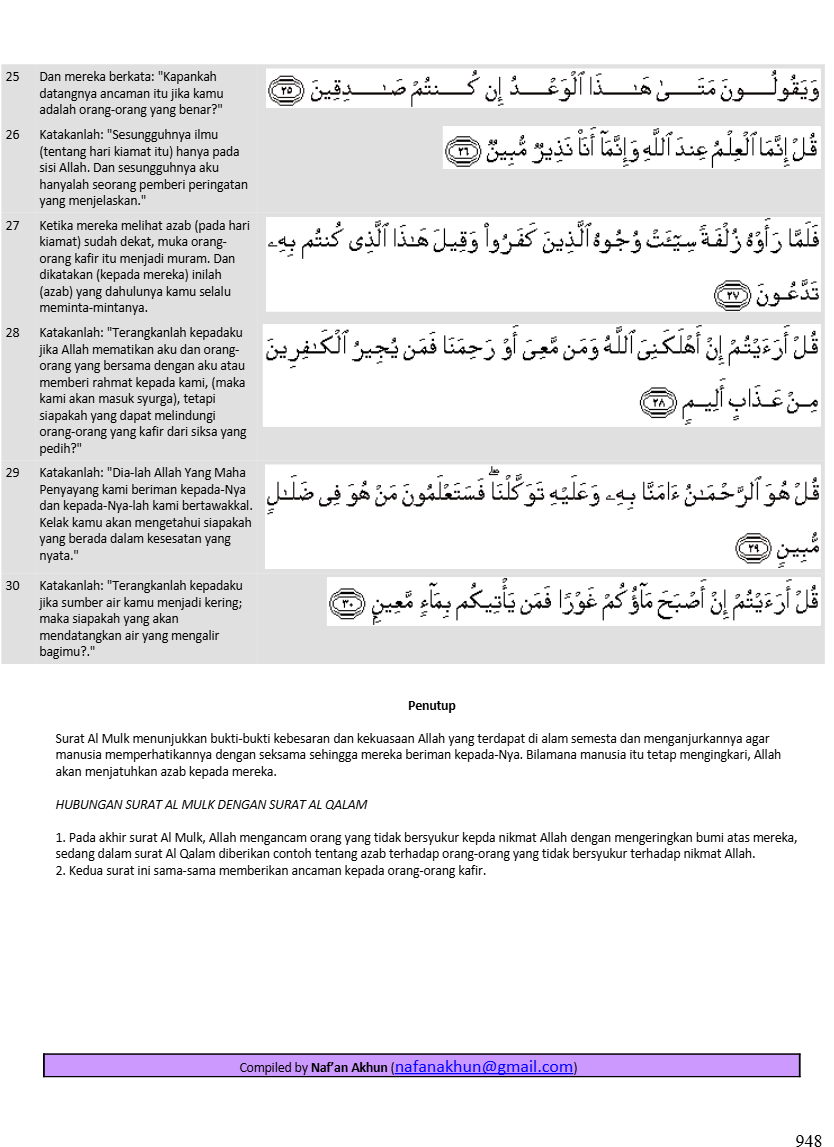 25 Dan mereka berkata: "Kapankah
datangnya ancaman itu jika kamu
adalah orang-orang yang benar?"
وَيَقُولُونَ مَتَىٰ هَـٰذَا ٱلْوَعْدُ إِن كُنتُمْ صَـٰدِقِينَ ٢٥
26 Katakanlah: "Sesungguhnya ilmu
(tentang hari kiamat itu) hanya pada
sisi Allah. Dan sesungguhnya aku
hanyalah seorang pemberi peringatan
yang menjelaskan."
قُلْ إِنَّمَا ٱلْعِلْمُ عِندَ ٱللَّهِ وَإِنَّمَآ أَنَا۠ نَذِيرٌ مُّبِينٌ ٢٦
27 Ketika mereka melihat azab (pada hari
kiamat) sudah dekat, muka orang-
orang kafir itu menjadi muram. Dan
dikatakan (kepada mereka) inilah
(azab) yang dahulunya kamu selalu
meminta-mintanya.
فَلَمَّا رَأَوْهُ زُلْفَةً سِيٓـَٔتْ وُجُوهُ ٱلَّذِينَ كَفَرُوا۟ وَقِيلَ هَـٰذَا ٱلَّذِى كُنتُم بِهِۦ
تَدَّعُونَ ٢٧
28 Katakanlah: "Terangkanlah kepadaku
jika Allah mematikan aku dan orang-
orang yang bersama dengan aku atau
memberi rahmat kepada kami, (maka
kami akan masuk syurga), tetapi
siapakah yang dapat melindungi
orang-orang yang kafir dari siksa yang
pedih?"
قُلْ أَرَءَيْتُمْ إِنْ أَهْلَكَنِىَ ٱللَّهُ وَمَن مَّعِىَ أَوْ رَحِمَنَا فَمَن يُجِيرُ ٱلْكَـٰفِرِينَ
مِنْ عَذَابٍ أَلِيمٍ ٢٨
29 Katakanlah: "Dia-lah Allah Yang Maha
Penyayang kami beriman kepada-Nya
dan kepada-Nya-lah kami bertawakkal.
Kelak kamu akan mengetahui siapakah
yang berada dalam kesesatan yang
nyata."
قُلْ هُوَ ٱلرَّحْمَـٰنُ ءَامَنَّا بِهِۦ وَعَلَيْهِ تَوَكَّلْنَا ۖ فَسَتَعْلَمُونَ مَنْ هُوَ فِى ضَلَـٰلٍ
مُّبِينٍ ٢٩
30 Katakanlah: "Terangkanlah kepadaku
jika sumber air kamu menjadi kering;
maka siapakah yang akan
mendatangkan air yang mengalir
bagimu?."
قُلْ أَرَءَيْتُمْ إِنْ أَصْبَحَ مَآؤُكُمْ غَوْرًا فَمَن يَأْتِيكُم بِمَآءٍ مَّعِينٍ ٣٠
Penutup
Surat Al Mulk menunjukkan bukti-bukti kebesaran dan kekuasaan Allah yang terdapat di alam semesta dan menganjurkannya agar
manusia memperhatikannya dengan seksama sehingga mereka beriman kepada-Nya. Bilamana manusia itu tetap mengingkari, Allah
akan menjatuhkan azab kepada mereka.
HUBUNGAN SURAT AL MULK DENGAN SURAT AL QALAM
1. Pada akhir surat Al Mulk, Allah mengancam orang yang tidak bersyukur kepda nikmat Allah dengan mengeringkan bumi atas mereka,
sedang dalam surat Al Qalam diberikan contoh tentang azab terhadap orang-orang yang tidak bersyukur terhadap nikmat Allah.
2. Kedua surat ini sama-sama memberikan ancaman kepada orang-orang kafir.
Compiled by Naf’an Akhun (nafanakhun@gmail.com)
948